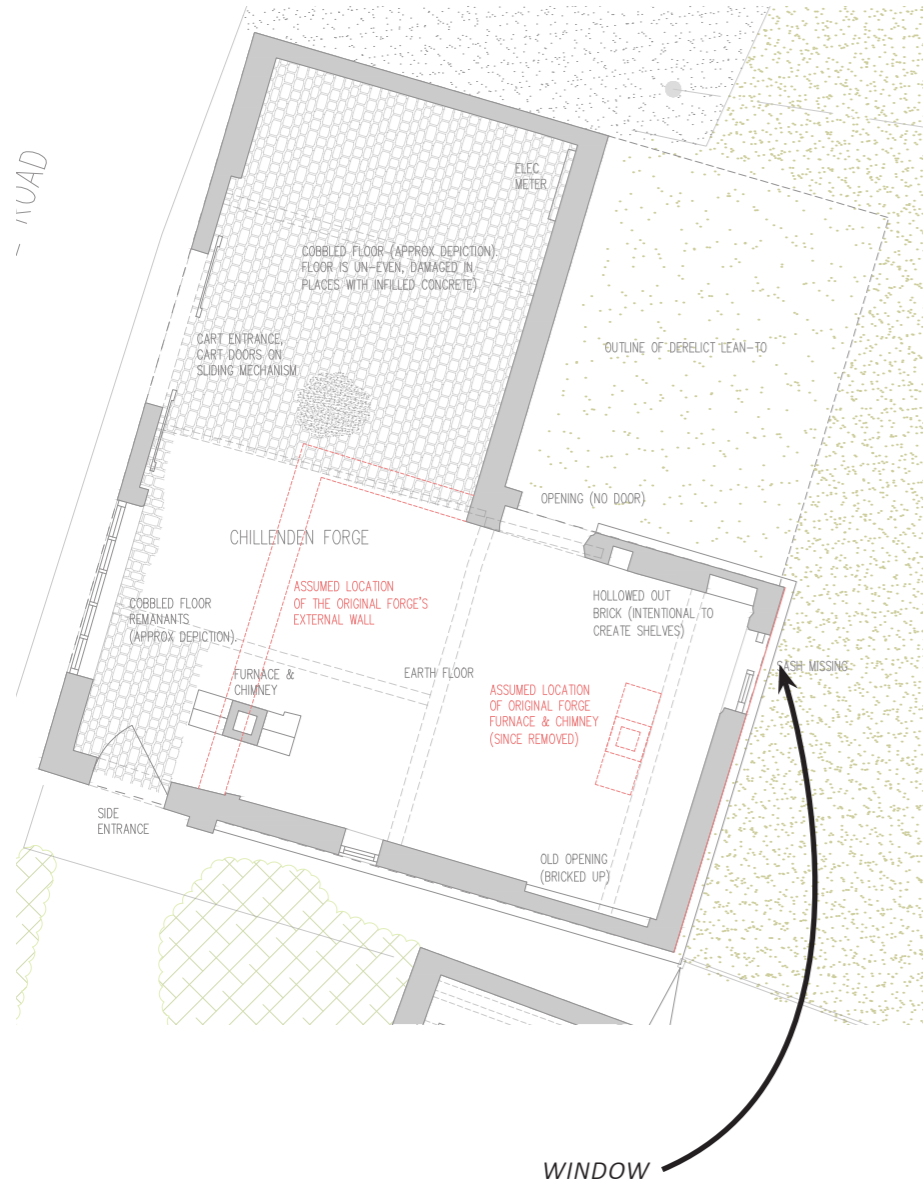 ROAD
ELEC
METER
COBBLED FLOOR (APPROX DEPICTION).
FLOOR IS UN-EVEN, DAMAGED IN
PLACES WITH INFILLED CONCRETE)
CART ENTRANCE,
CART DOORS ON
SLIDING MECHANISM
OUTLINE OF DERELICT LEAN-TO
OPENING (NO DOOR)
CHILLENDEN FORGE
ASSUMED LOCATION
OF THE ORIGINAL FORGE'S
EXTERNAL WALL
HOLLOWED OUT
BRICK (INTENTIONAL TO
CREATE SHELVES)
COBBLED FLOOR
REMANANTS
(APPROX DEPICTION).
FURNACE &
CHIMNEY
EARTH FLOOR
SASH MISSING
ASSUMED LOCATION
OF ORIGINAL FORGE
FURNACE & CHIMNEY
(SINCE REMOVED)
SIDE
ENTRANCE
OLD OPENING
(BRICKED UP)
WINDOW